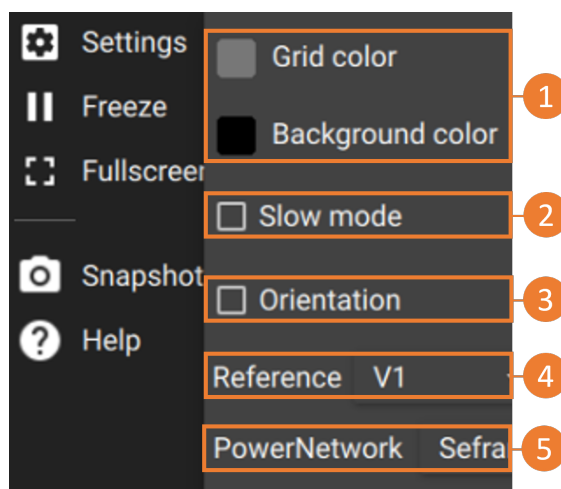 Settings
Freeze
Fullscreen
Snapshot
Help
Grid color
Background color
1
Slow mode
2
Orientation
3
Reference V1
4
PowerNetwork Sefra
5